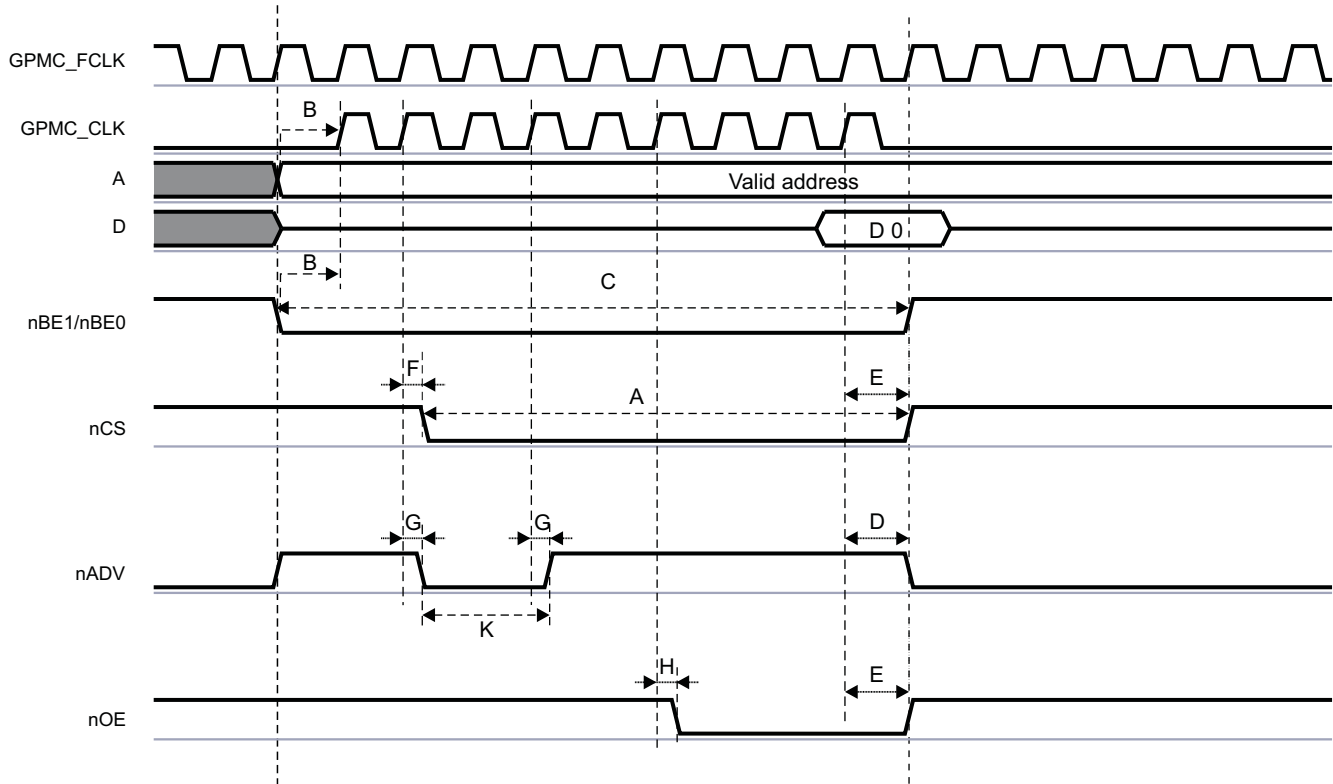 GPMC_FCLK
B
GPMC_CLK
A
Valid address
D
D 0
B
C
nBE1/nBE0
F
E
A
nCS
G
G
D
nADV
K
H
E
nOE